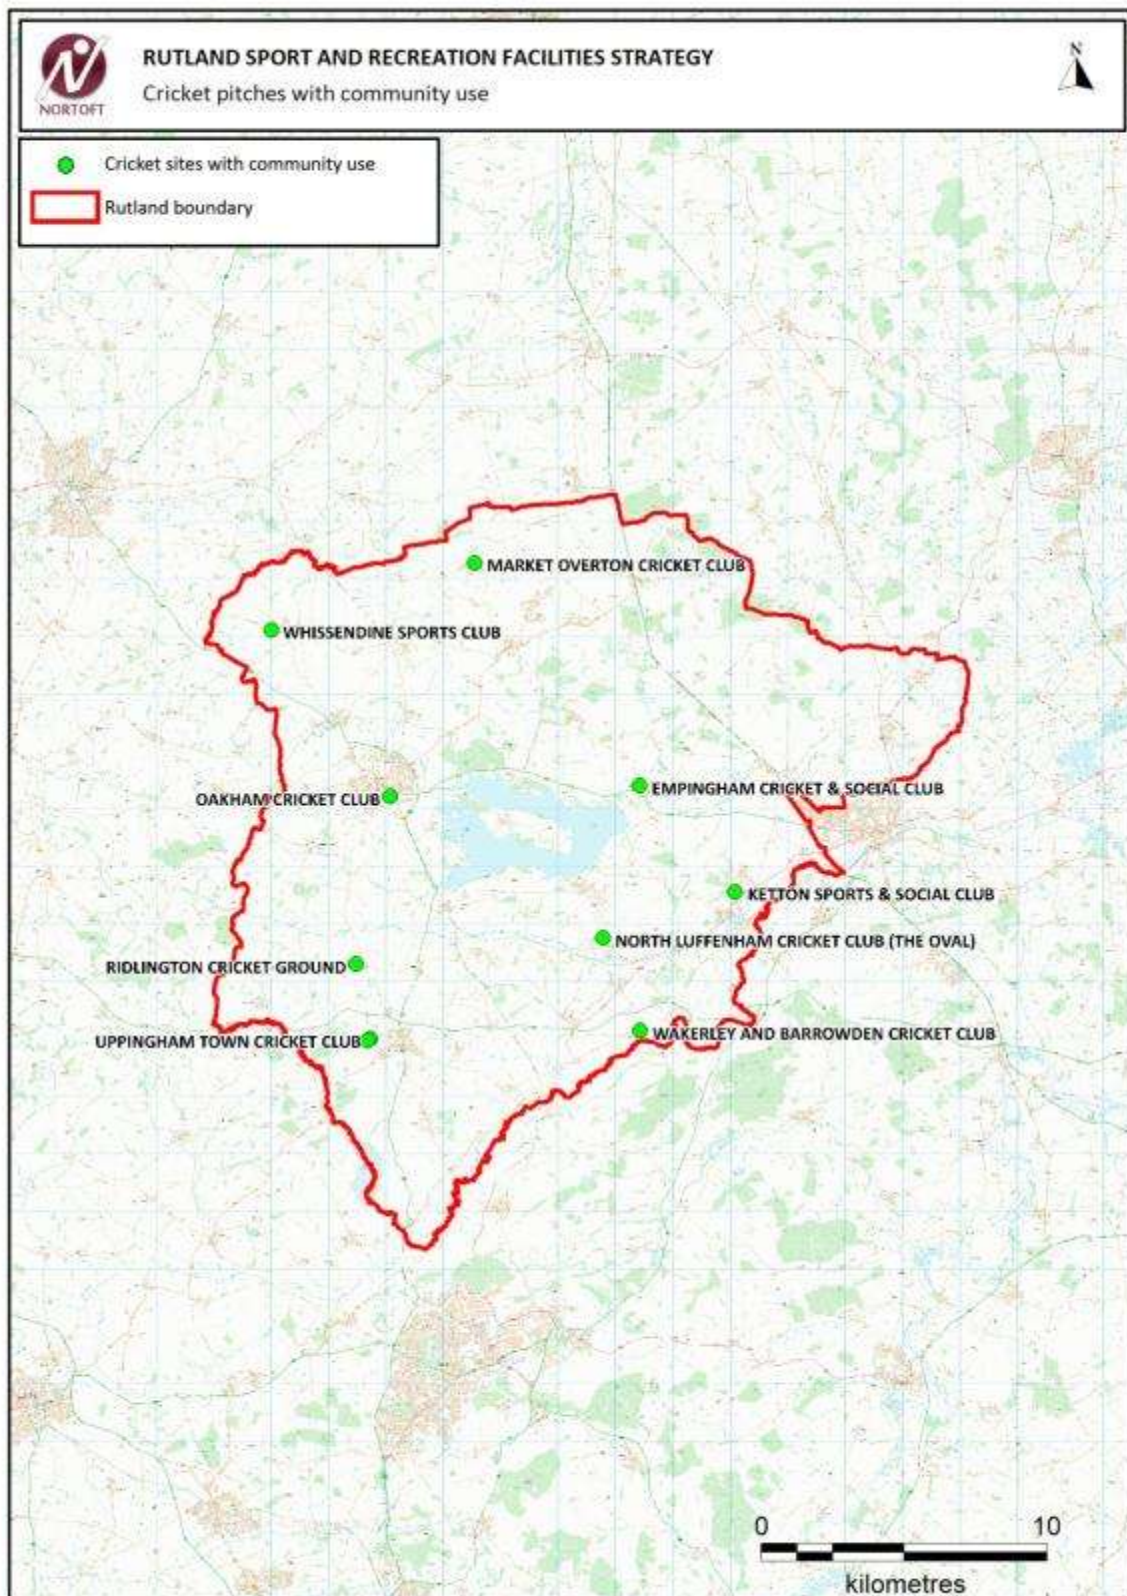 RUTLAND SPORT AND RECREATION FACILITIES STRATEGY
Cricket pitches with community use
NORTOFT
N
Cricket sites with community use
Rutland boundary
MARKET OVERTON CRICKET CLUB
WHISSENDINE SPORTS CLUB
EMPINGHAM CRICKET & SOCIAL CLUB
OAKHAM CRICKET CLUB
KETTON SPORTS & SOCIAL CLUB
NORTH LUFFENHAM CRICKET CLUB (THE OVAL)
RIDLINGTON CRICKET GROUND
WAKERLEY AND BARROWDEN CRICKET CLUB
UPPINGHAM TOWN CRICKET CLUB
0 10
kilometres